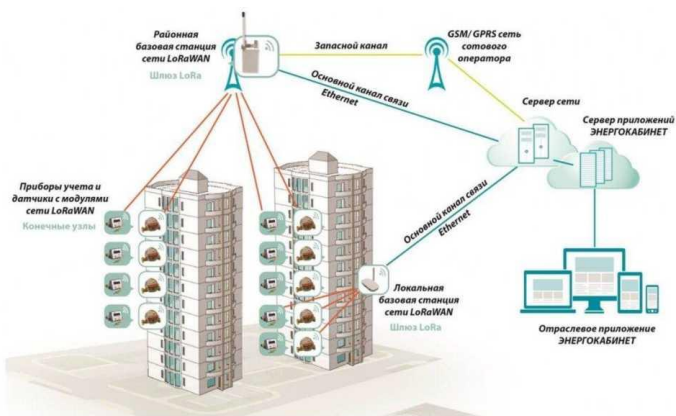 Районная
базовая станция
сети LoRaWAN
Шлюз LoRa
Запасной канал
GSM/ GPRS сеть
сотового
оператора
Основной канал связи
Ethernet
Сервер сети
Сервер приложений
ЭНЕРГОКАБИНЕТ
Приборы учета и
датчики с модулями
сети LoRaWAN
Конечные узлы
Основной канал связи
Ethernet
Локальная
базовая станция
сети LoRaWAN
Шлюз LoRa
Отраслевое приложение
ЭНЕРГОКАБИНЕТ